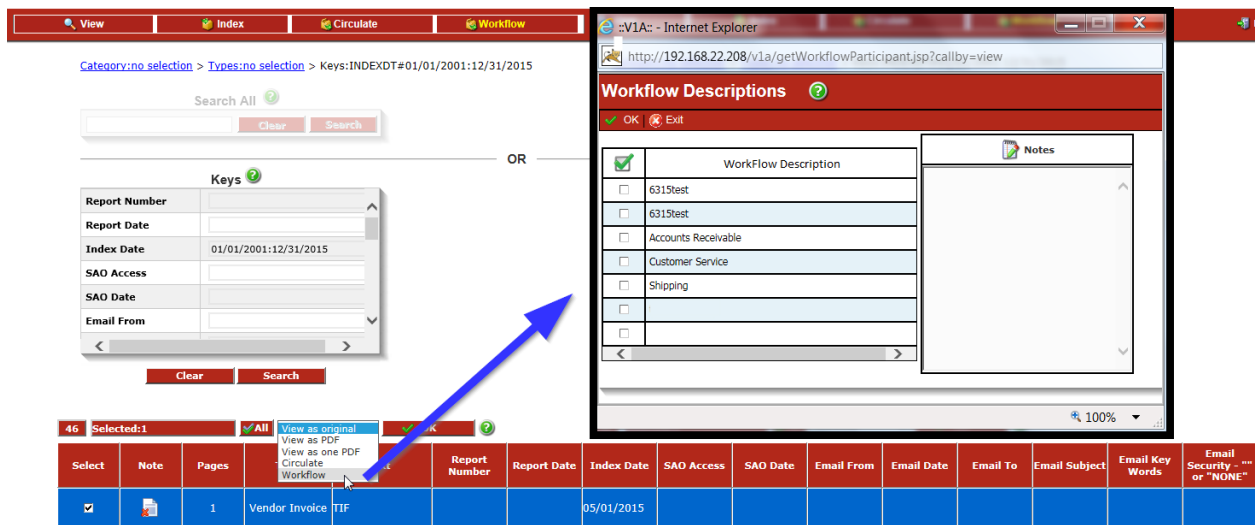 View
Index
Circulate
Workflow
Category:no selection > Types:no selection > Keys:INDEXDT#01/01/2001:12/31/2015
Search All
Clear
Search
OR
Keys
Report Number
Report Date
Index Date 01/01/2001:12/31/2015
SAO Access
SAO Date
Email From
Clear
Search
::V1A:: - Internet Explorer
http://192.168.22.208/v1a/getWorkflowParticipant.jsp?callby=view
Workflow Descriptions
OK
Exit
WorkFlow Description
6315test
6315test
Accounts Receivable
Customer Service
Shipping
Notes
100%
46 Selected:1
All
View as original
View as PDF
View as one PDF
Circulate
Workflow
Select
Note
Pages
Report
Number
Report Date
Index Date
SAO Access
SAO Date
Email From
Email Date
Email To
Email Subject
Email Key
Words
Email
Security - ""
or "NONE"
1 Vendor Invoice TIF 05/01/2015